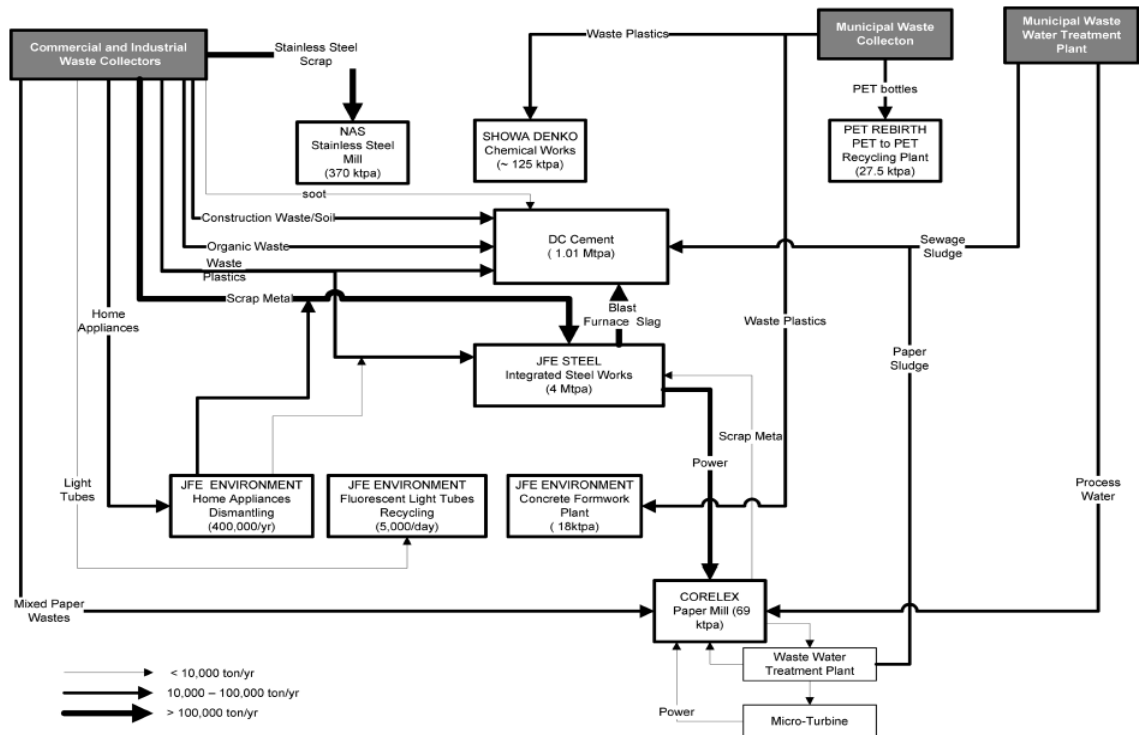 Commercial and Industrial
Waste Collectors
Stainless Steel
Scrap
Waste Plastics
Municipal Waste
Collecton
Municipal Waste
Water Treatment
Plant
PET bottles
NAS
Stainless Steel
Mill
(370 ktpa)
SHOWA DENKO
Chemical Works
(~ 125 ktpa)
PET REBIRTH
PET to PET
Recycling Plant
(27.5 ktpa)
soot
Construction Waste/Soil
Organic Waste
Waste
Plastics
DC Cement
( 1.01 Mtpa)
Sewage
Sludge
Scrap Metal
Home
Appliances
Blast
Furnace Slag
Waste Plastics
JFE STEEL
Integrated Steel Works
(4 Mtpa)
Paper
Sludge
Scrap Metal
Power
Light
Tubes
JFE ENVIRONMENT
Home Appliances
Dismantling
(400,000/yr)
JFE ENVIRONMENT
Fluorescent Light Tubes
Recycling
(5,000/day)
JFE ENVIRONMENT
Concrete Formwork
Plant
( 18ktpa)
Process
Water
Mixed Paper
Wastes
CORELEX
Paper Mill (69
ktpa)
Waste Water
Treatment Plant
Power
Micro-Turbine
< 10,000 ton/yr
10,000 – 100,000 ton/yr
> 100,000 ton/yr